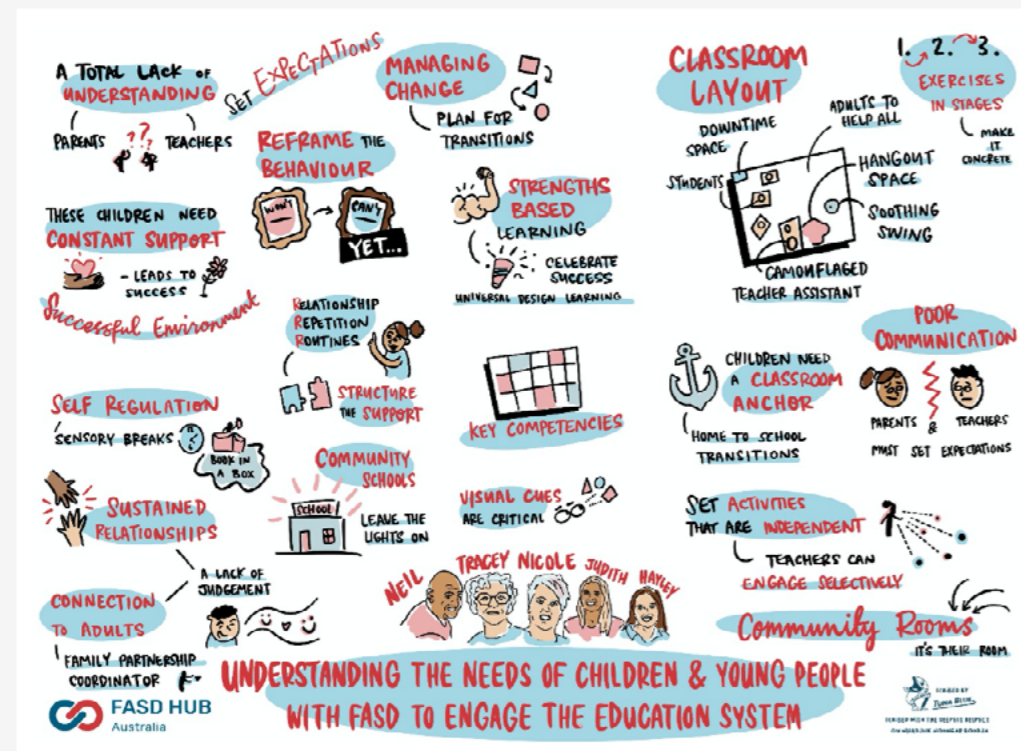 A TOTAL LACK OF
UNDERSTANDING
PARENTS
? ? ?
TEACHERS
SET EXPECTATIONS
MANAGING
CHANGE
PLAN FOR
TRANSITIONS
REFRAME THE
BEHAVIOUR
WON'T
CAN'T
YET...
THESE CHILDREN NEED
CONSTANT SUPPORT
- LEADS TO
SUCCESS
Successful Environment
STRENGTHS
BASED
LEARNING
CELEBRATE
SUCCESS
UNIVERSAL DESIGN LEARNING
RELATIONSHIP
REPETITION
ROUTINES
STRUCTURE
THE SUPPORT
SELF REGULATION
SENSORY BREAKS
BOOK IN
A BOX
KEY COMPETENCIES
COMMUNITY
SCHOOLS
SCHOOL
LEAVE THE
LIGHTS ON
SUSTAINED
RELATIONSHIPS
A LACK OF
JUDGEMENT
CONNECTION
TO ADULTS
FAMILY PARTNERSHIP
COORDINATOR
VISUAL CUES
ARE CRITICAL
CLASSROOM
LAYOUT
DOWNTIME
SPACE
STUDENTS
ADULTS TO
HELP ALL
HANGOUT
SPACE
SOOTHING
SWING
CAMOUFLAGED
TEACHER ASSISTANT
1. 2. 3.
EXERCISES
IN STAGES
MAKE
IT
CONCRETE
CHILDREN NEED
A CLASSROOM
ANCHOR
HOME TO SCHOOL
TRANSITIONS
POOR
COMMUNICATION
PARENTS & TEACHERS
MUST SET EXPECTATIONS
SET ACTIVITIES
THAT ARE INDEPENDENT
TEACHERS CAN
ENGAGE SELECTIVELY
Community Rooms
IT'S THEIR ROOM
NEIL TRACEY NICOLE JUDITH HAYLEY
UNDERSTANDING THE NEEDS OF CHILDREN & YOUNG PEOPLE
WITH FASD TO ENGAGE THE EDUCATION SYSTEM
FASD HUB
Australia